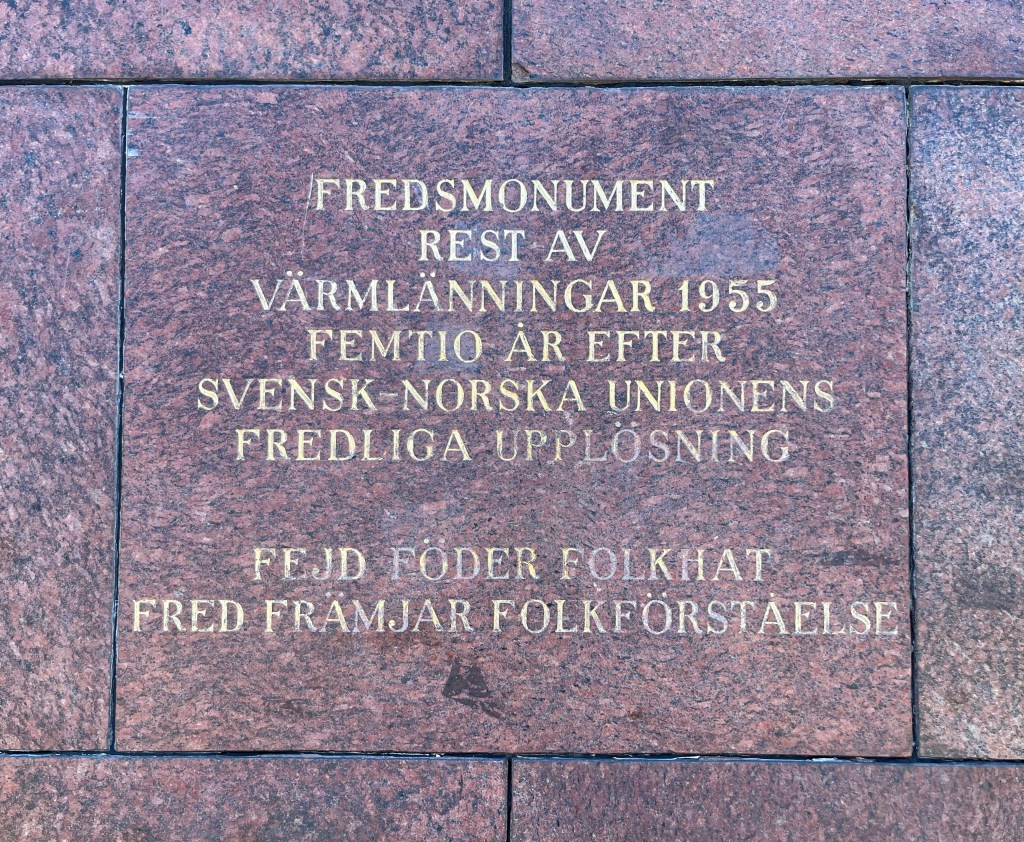 FREDSMONUMENT
REST AV
VÄRMLÄNNINGAR 1955
FEMTIO ÅR EFTER
SVENSK-NORSKA UNIONENS
FREDLIGA UPPLÖSNING
FEJD FÖDER FOLKHAT
FRED FRÄMJAR FOLKFÖRSTÅELSE